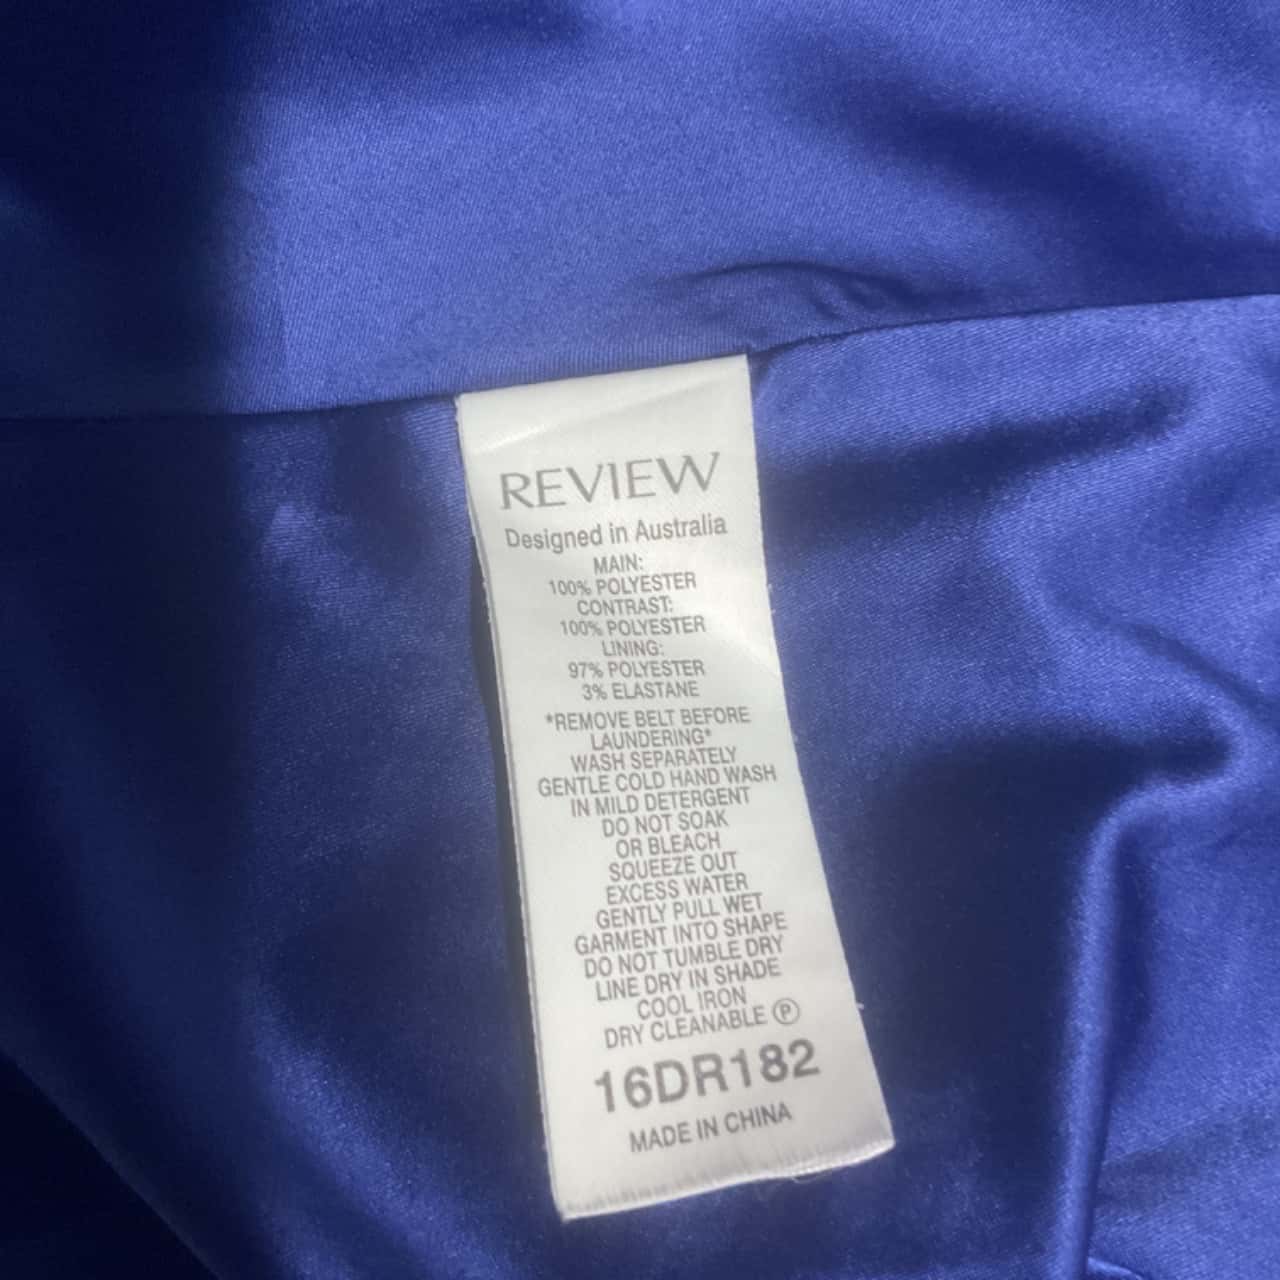 REVIEW
Designed in Australia
MAIN:
100% POLYESTER
CONTRAST:
100% POLYESTER
LINING:
97% POLYESTER
3% ELASTANE
*REMOVE BELT BEFORE
LAUNDERING*
WASH SEPARATELY
GENTLE COLD HAND WASH
IN MILD DETERGENT
DO NOT SOAK
OR BLEACH
SQUEEZE OUT
EXCESS WATER
GENTLY PULL WET
GARMENT INTO SHAPE
DO NOT TUMBLE DRY
LINE DRY IN SHADE
COOL IRON
DRY CLEANABLE Ⓟ
16DR182
MADE IN CHINA